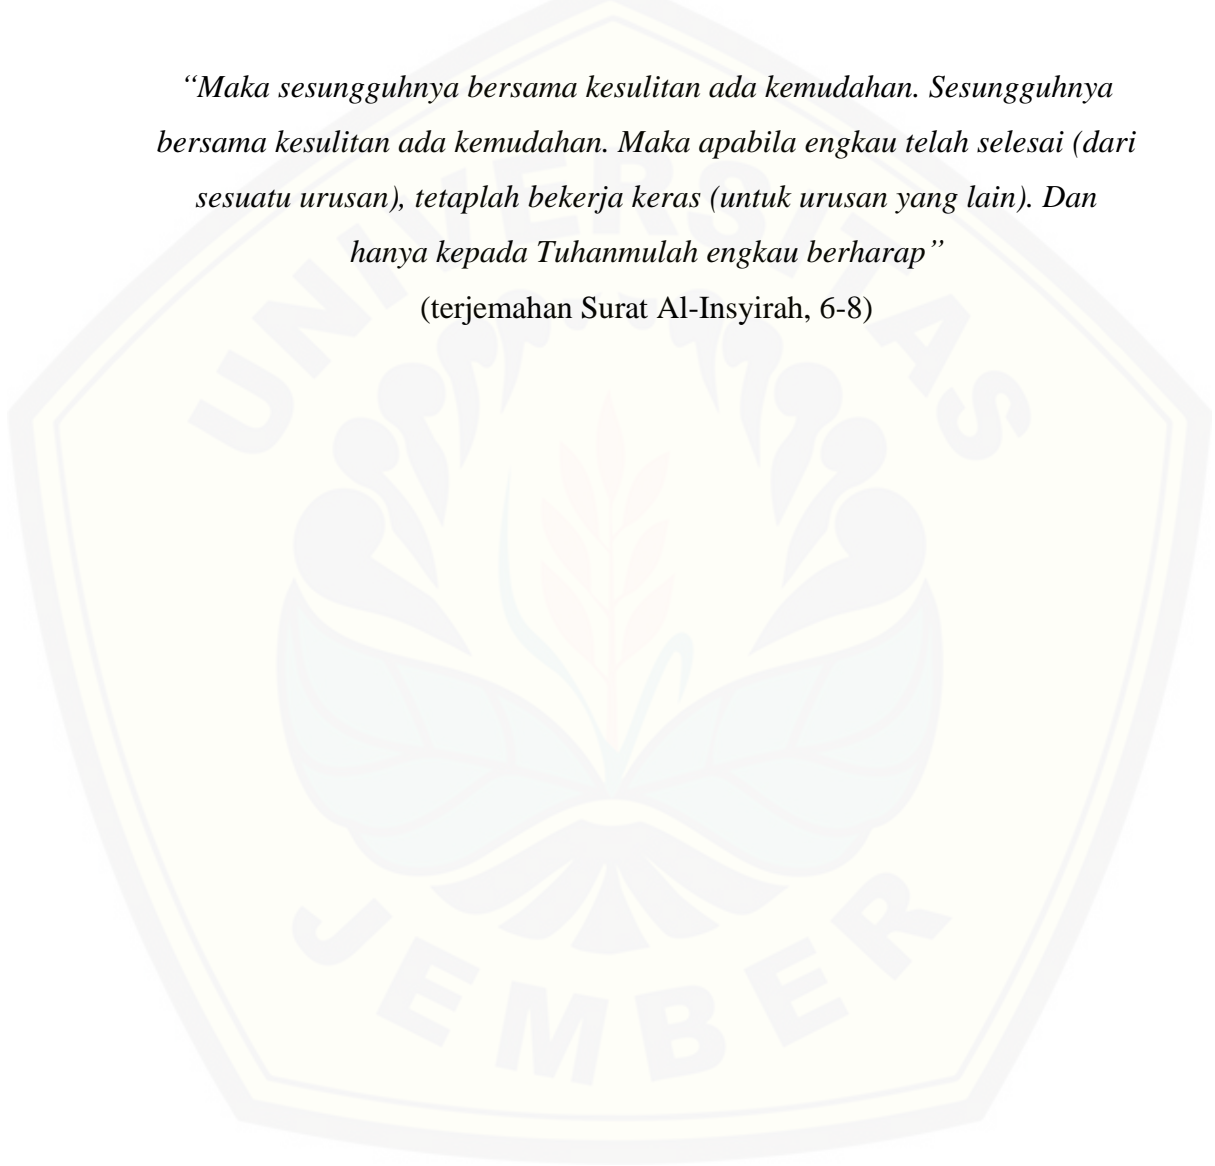 “Maka sesungguhnya bersama kesulitan ada kemudahan. Sesungguhnya
bersama kesulitan ada kemudahan. Maka apabila engkau telah selesai (dari
sesuatu urusan), tetaplah bekerja keras (untuk urusan yang lain). Dan
hanya kepada Tuhanmulah engkau berharap”
(terjemahan Surat Al-Insyirah, 6-8)
UNIVERSITAS
JEMBER